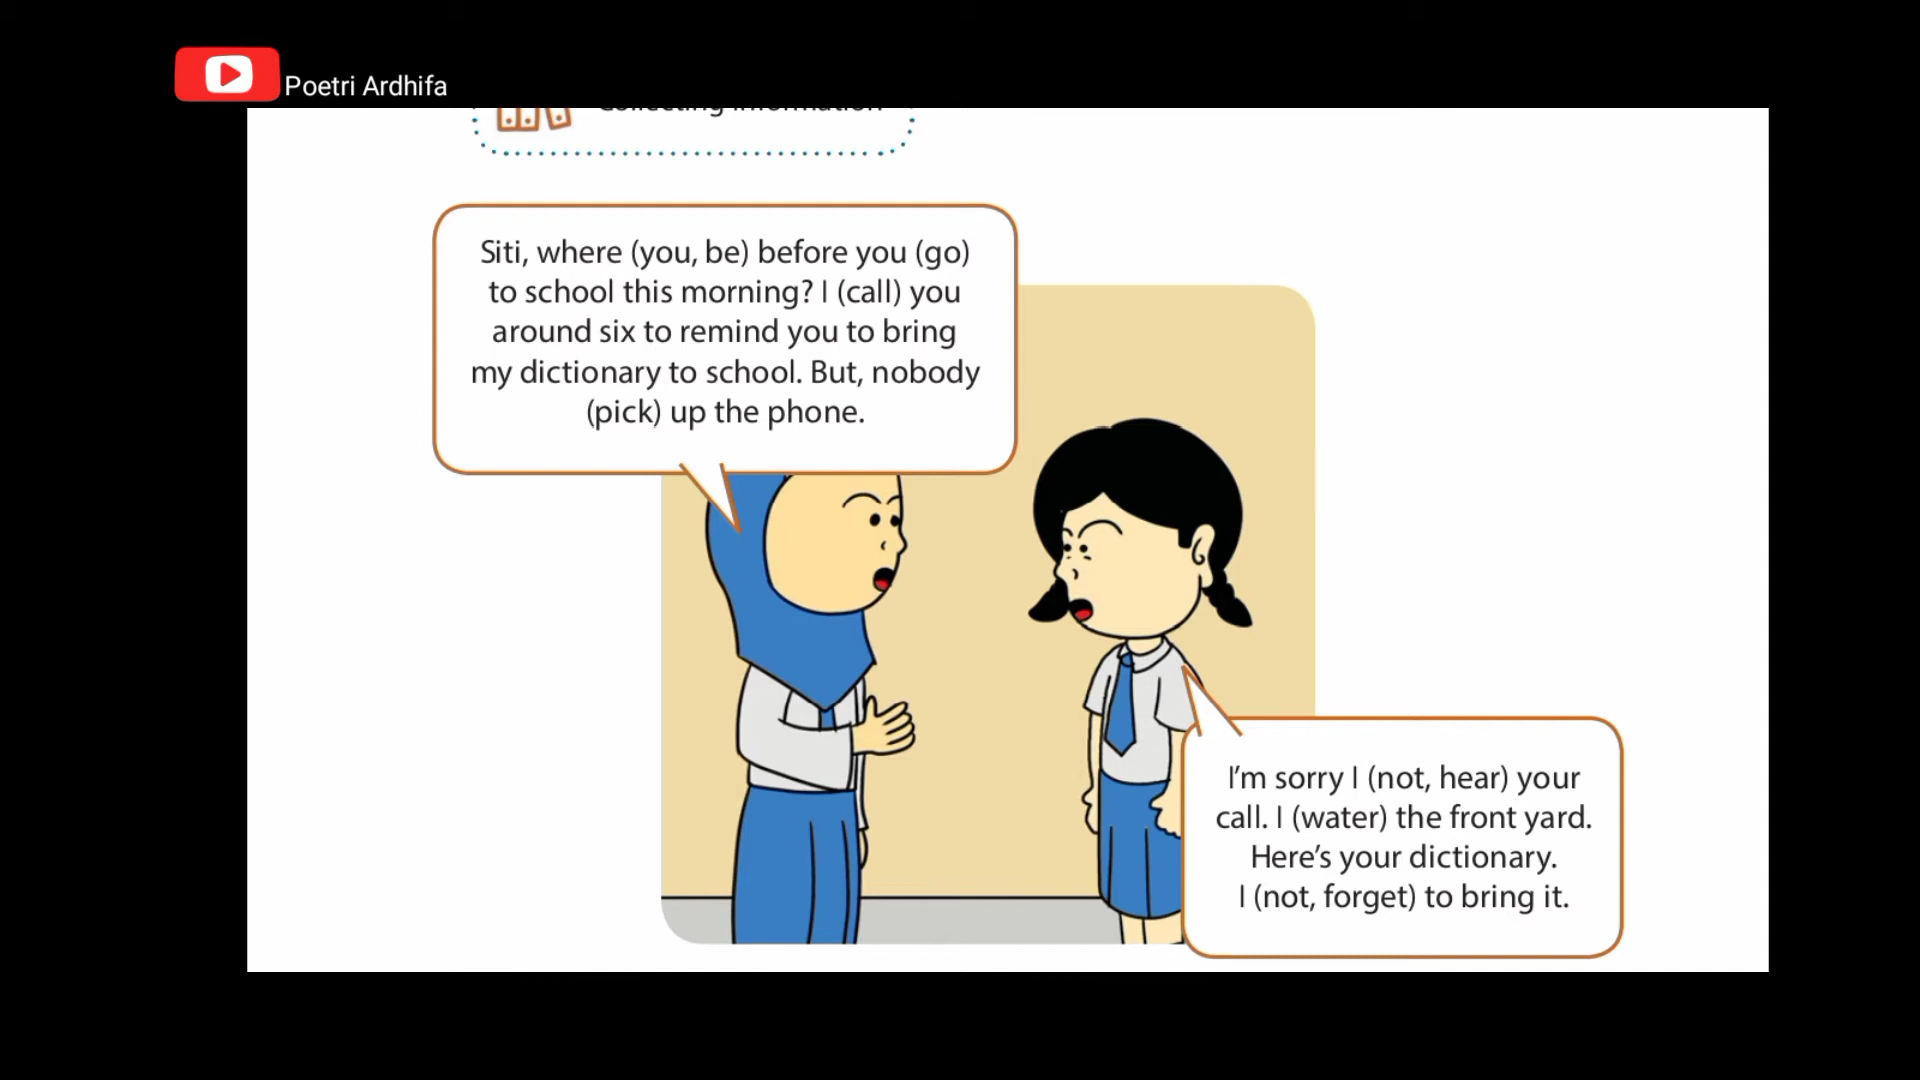 Poetri Ardhifa
Collecting Information
Siti, where (you, be) before you (go)
to school this morning? I (call) you
around six to remind you to bring
my dictionary to school. But, nobody
(pick) up the phone.
I'm sorry I (not, hear) your
call. I (water) the front yard.
Here's your dictionary.
I (not, forget) to bring it.